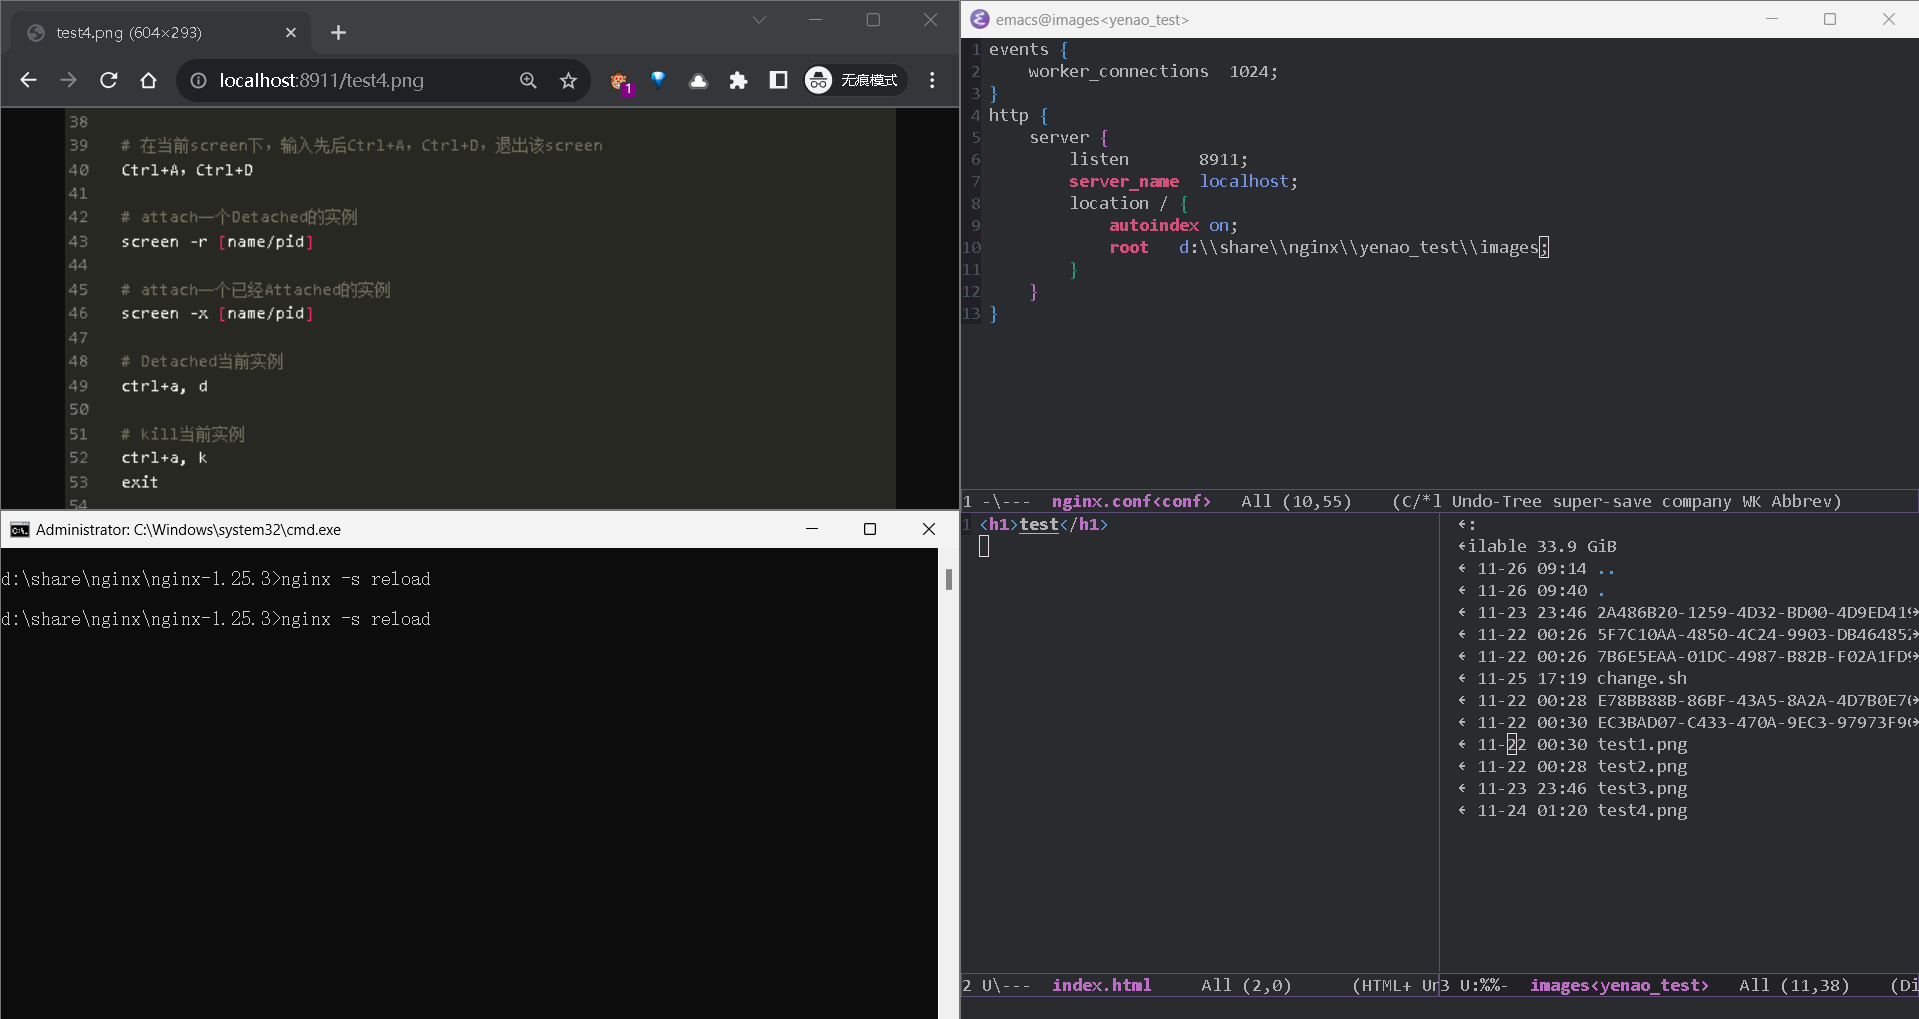 test4.png (604×293)
localhost:8911/test4.png
1
无痕模式
38
39 # 在当前screen下，输入先后Ctrl+A，Ctrl+D，退出该screen
40 Ctrl+A，Ctrl+D
41
42 # attach一个Detached的实例
43 screen -r [name/pid]
44
45 # attach一个已经Attached的实例
46 screen -x [name/pid]
47
48 # Detached当前实例
49 ctrl+a, d
50
51 # kill当前实例
52 ctrl+a, k
53 exit
54
Administrator: C:\Windows\system32\cmd.exe
d:\share\nginx\nginx-1.25.3>nginx -s reload
d:\share\nginx\nginx-1.25.3>nginx -s reload
emacs@images<yenao_test>
1 events {
2 worker_connections 1024;
3 }
4 http {
5 server {
6 listen 8911;
7 server_name localhost;
8 location / {
9 autoindex on;
10 root d:\\share\\nginx\\yenao_test\\images;
11 }
12 }
13 }
1 -\--- nginx.conf<conf> All (10,55) (C/*l Undo-Tree super-save company WK Abbrev)
1 <h1>test</h1>
2 U\--- index.html All (2,0) (HTML+ Un
:
ilable 33.9 GiB
11-26 09:14 ..
11-26 09:40 .
11-23 23:46 2A486B20-1259-4D32-BD00-4D9ED419
11-22 00:26 5F7C10AA-4850-4C24-9903-DB464852
11-22 00:26 7B6E5EAA-01DC-4987-B82B-F02A1FD9
11-25 17:19 change.sh
11-22 00:28 E78BB88B-86BF-43A5-8A2A-4D7B0E7
11-22 00:30 EC3BAD07-C433-470A-9EC3-97973F9
11-22 00:30 test1.png
11-22 00:28 test2.png
11-23 23:46 test3.png
11-24 01:20 test4.png
3 U:%%- images<yenao_test> All (11,38) (Di